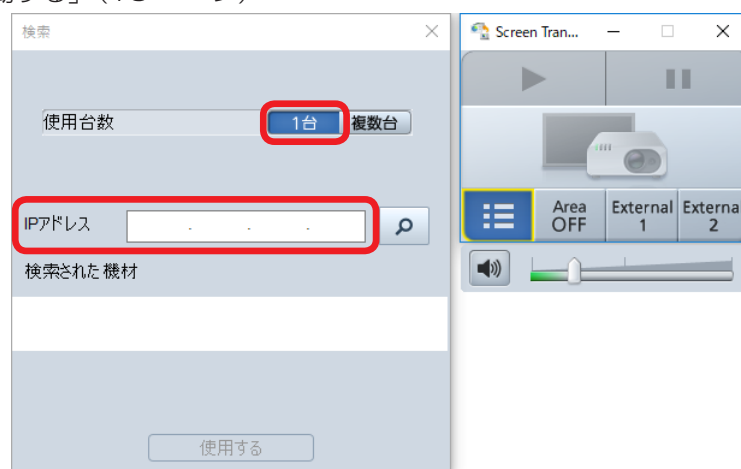 検索
使用台数 1台 複数台
IPアドレス . . .
検索された機材
使用する
Screen Tran...
Area OFF
External 1
Externa 2